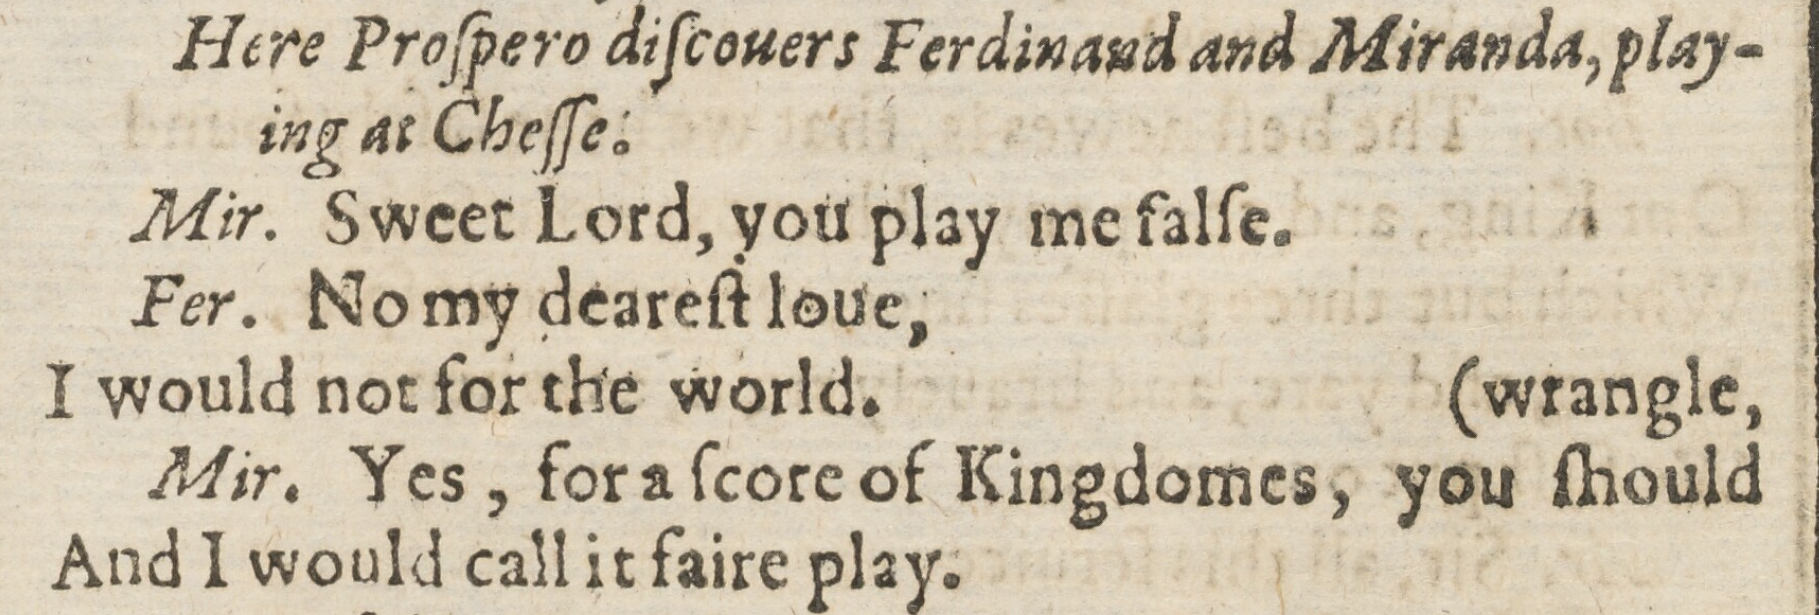 Here Proſpero diſcouers Ferdinand and Miranda, play-
ing at Cheſſe.
Mir. Sweet Lord, you play me falſe.
Fer. No my deareſt loue,
I would not for the world. (wrangle,
Mir. Yes, for a ſcore of Kingdomes, you ſhould
And I would call it faire play.